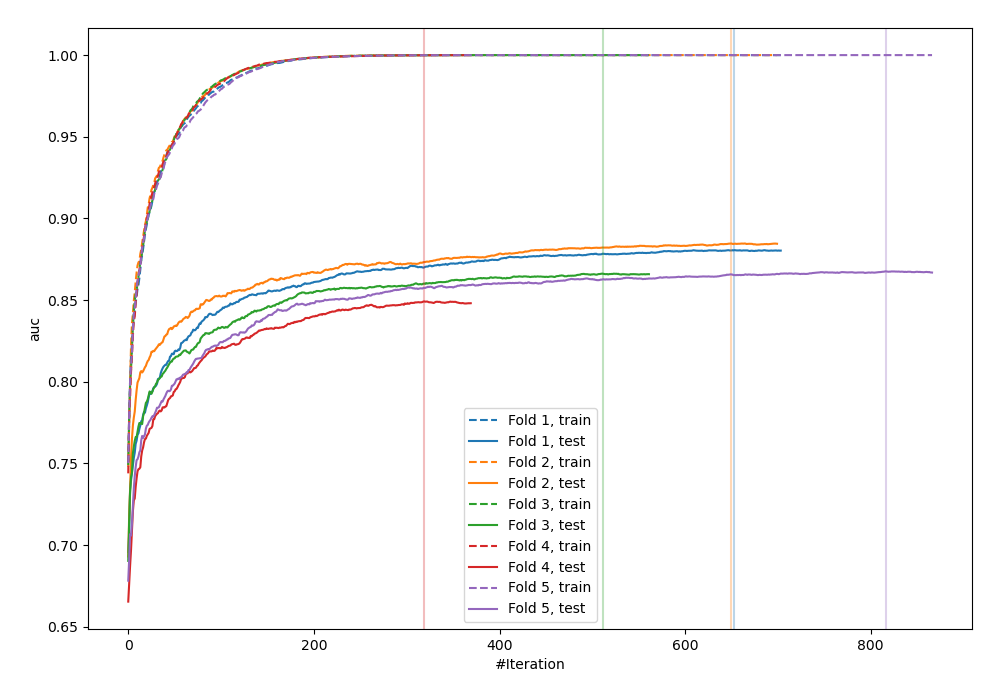 1.00
0.95
0.90
0.85
0.80
0.75
0.70
0.65
auc
Fold 1, train
Fold 1, test
Fold 2, train
Fold 2, test
Fold 3, train
Fold 3, test
Fold 4, train
Fold 4, test
Fold 5, train
Fold 5, test
0 200 400 600 800
#Iteration